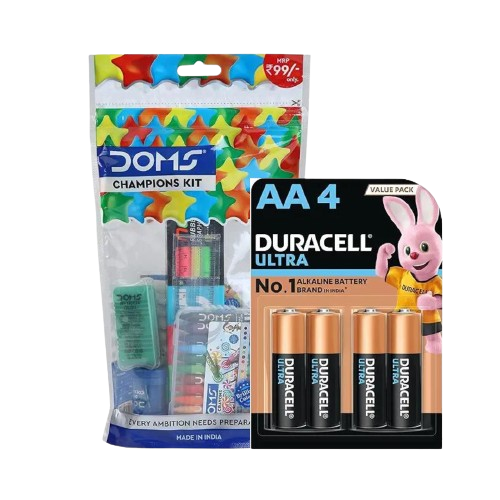 MRP
₹99/-
only.
DOMS®
CHAMPIONS KIT
DOMS
EVERY AMBITION NEEDS PREPARA
MADE IN INDIA
AA 4
VALUE PACK
DURACELL®
ULTRA
No.1 ALKALINE BATTERY
BRAND IN INDIA*
DURACELL
ULTRA
DURACELL
ULTRA
DURACELL
ULTRA
DURACELL
ULTRA